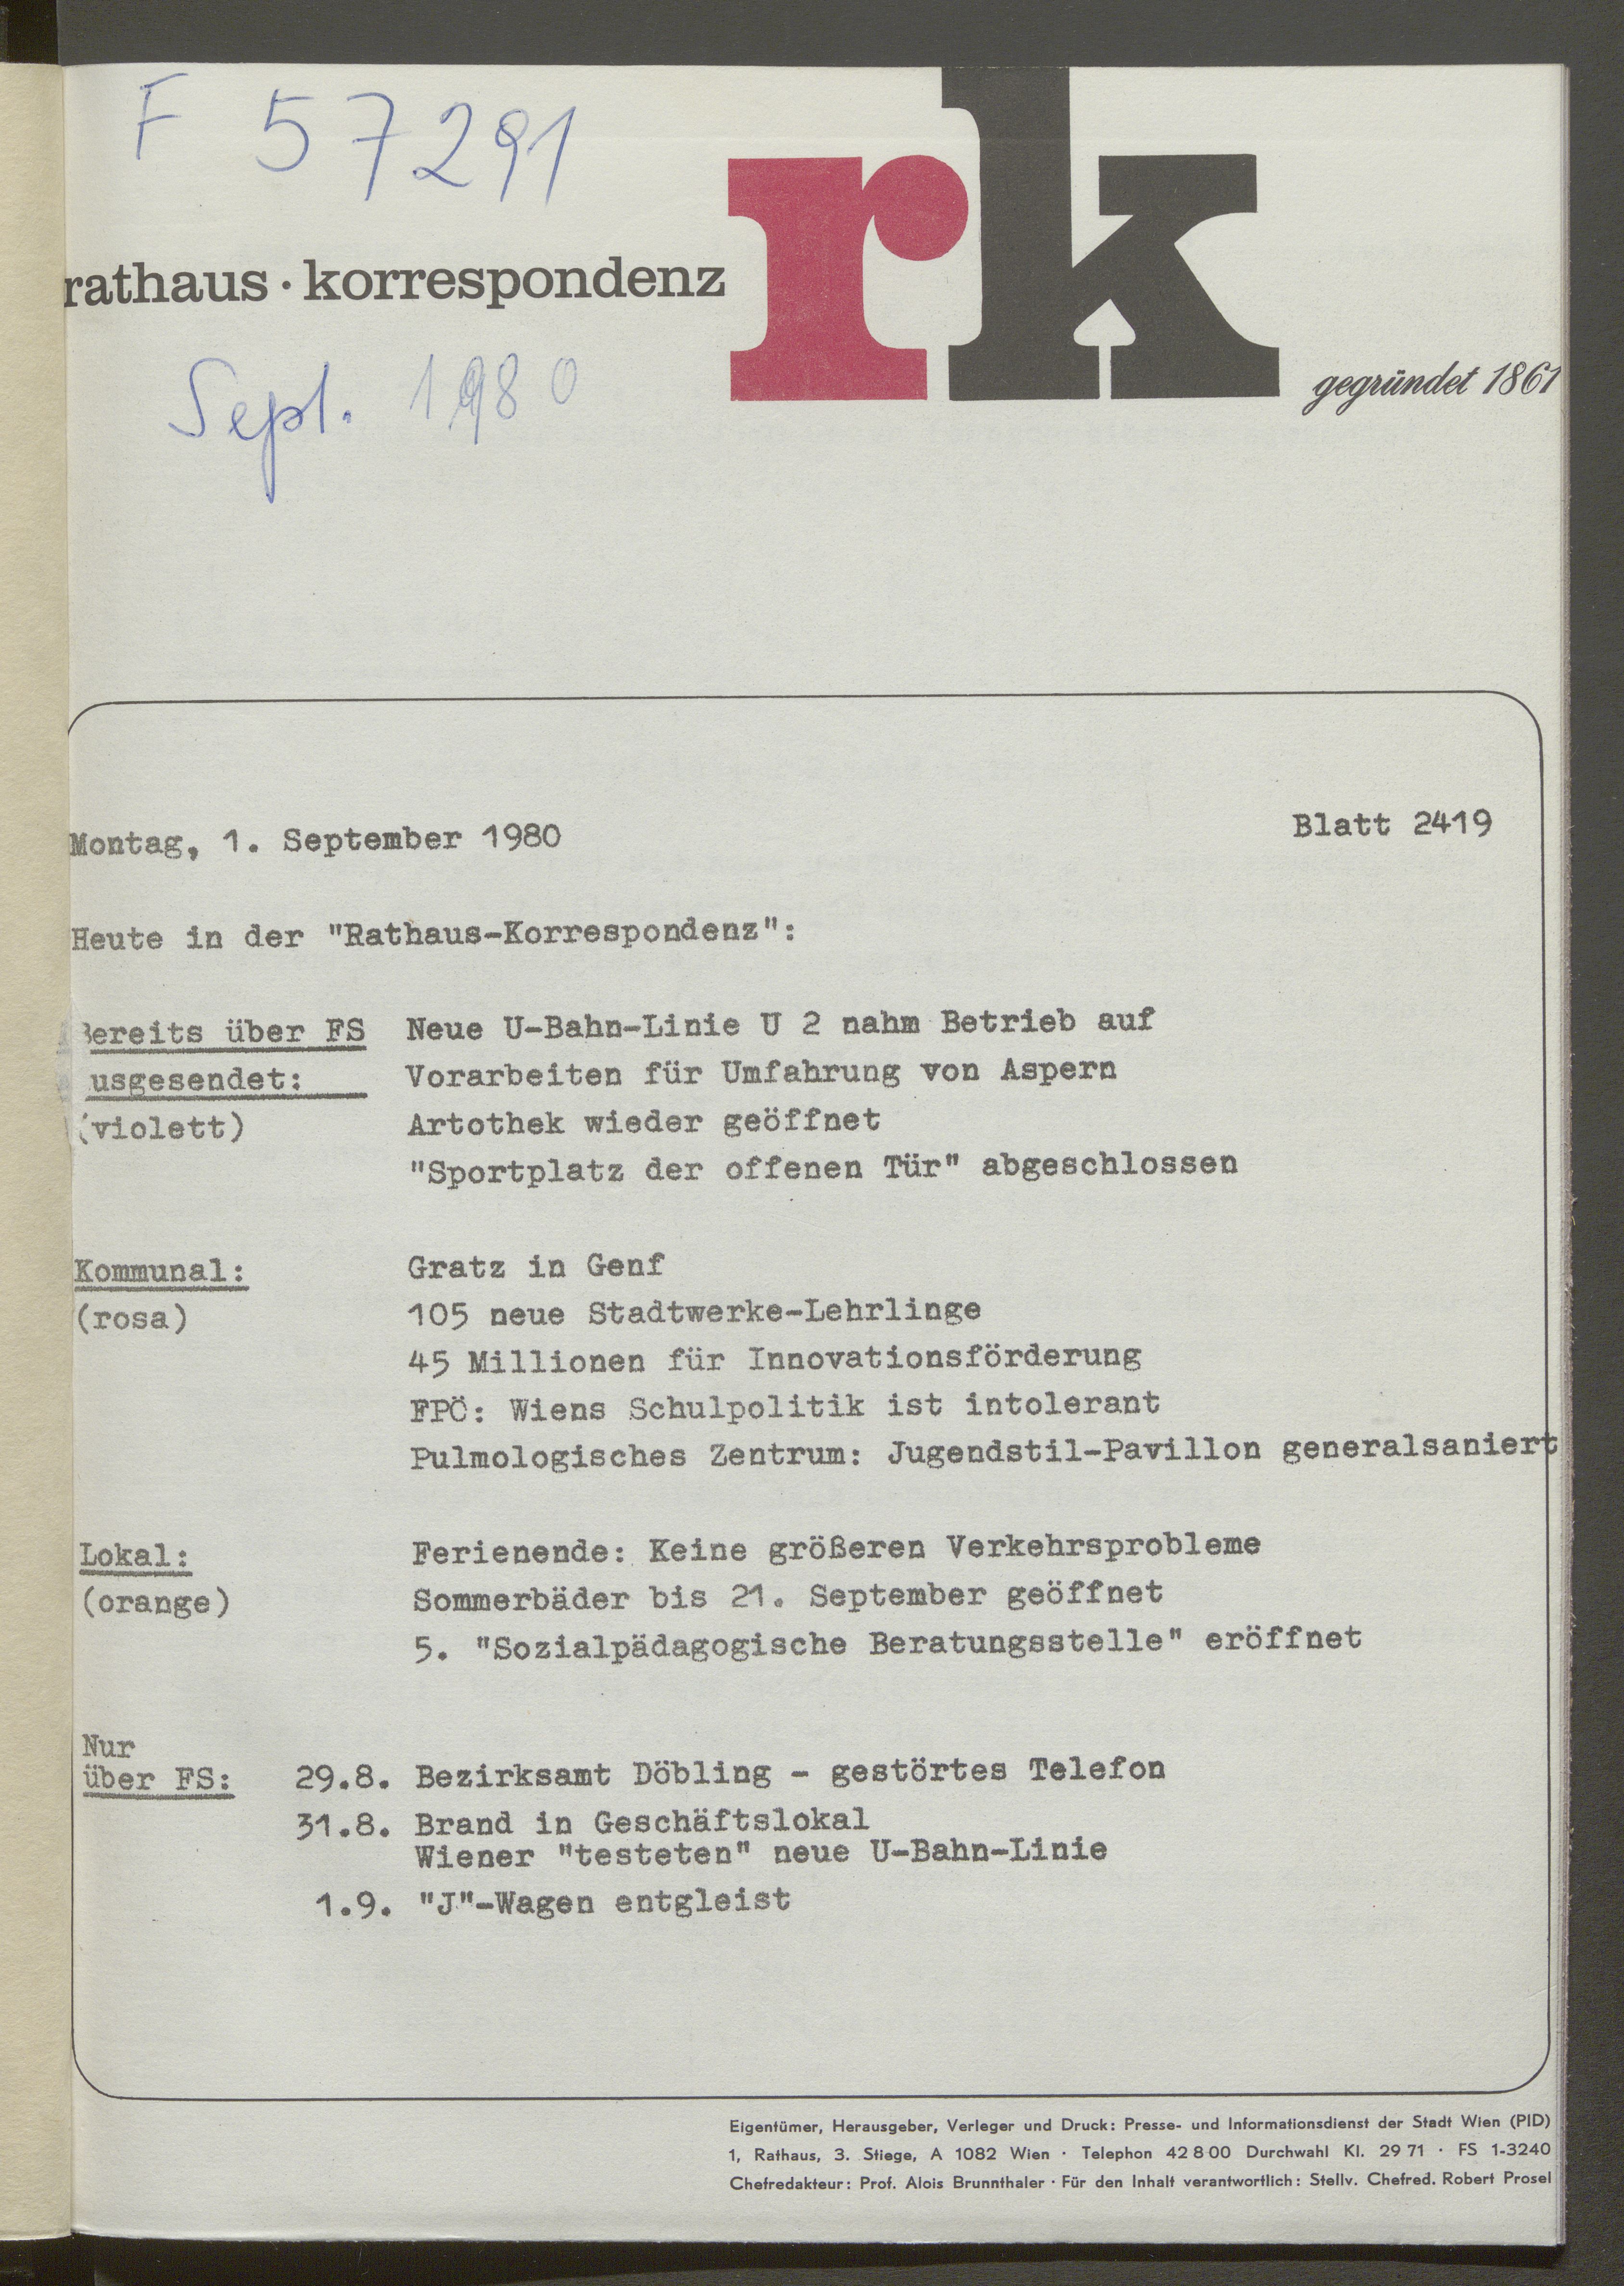 F 57291
rk
rathaus · korrespondenz
gegründet 1861
Sept. 1980
Montag, 1. September 1980 Blatt 2419
Heute in der "Rathaus-Korrespondenz":
Bereits über FS Neue U-Bahn-Linie U 2 nahm Betrieb auf
usgesendet: Vorarbeiten für Umfahrung von Aspern
(violett) Artothek wieder geöffnet
"Sportplatz der offenen Tür" abgeschlossen
Kommunal: Gratz in Genf
(rosa) 105 neue Stadtwerke-Lehrlinge
45 Millionen für Innovationsförderung
FPÖ: Wiens Schulpolitik ist intolerant
Pulmologisches Zentrum: Jugendstil-Pavillon generalsaniert
Lokal: Ferienende: Keine größeren Verkehrsprobleme
(orange) Sommerbäder bis 21. September geöffnet
5. "Sozialpädagogische Beratungsstelle" eröffnet
Nur
über FS: 29.8. Bezirksamt Döbling - gestörtes Telefon
31.8. Brand in Geschäftslokal
Wiener "testeten" neue U-Bahn-Linie
1.9. "J"-Wagen entgleist
Eigentümer, Herausgeber, Verleger und Druck: Presse- und Informationsdienst der Stadt Wien (PID)
1, Rathaus, 3. Stiege, A 1082 Wien · Telephon 42 8 00 Durchwahl Kl. 29 71 · FS 1-3240
Chefredakteur: Prof. Alois Brunnthaler · Für den Inhalt verantwortlich: Stellv. Chefred. Robert Prosel